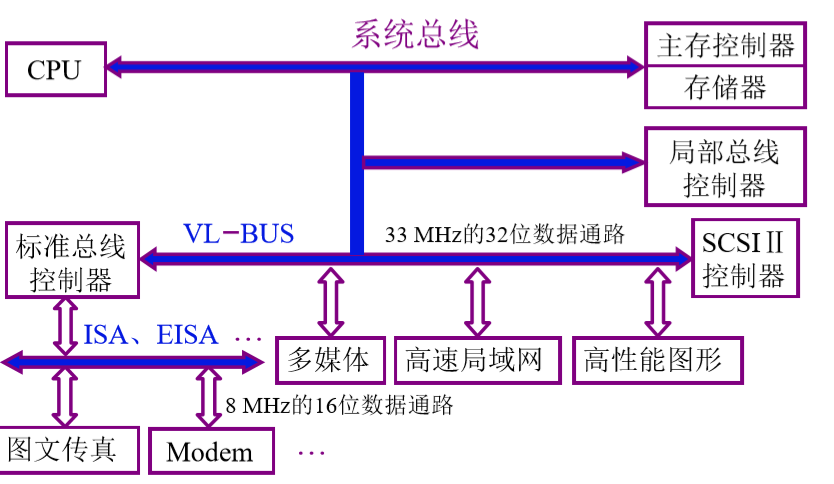 系统总线
CPU
主存控制器
存储器
局部总线
控制器
VL-BUS
33 MHz的32位数据通路
标准总线
控制器
SCSIⅡ
控制器
ISA、EISA …
多媒体
高速局域网
高性能图形
8 MHz的16位数据通路
图文传真
Modem
…